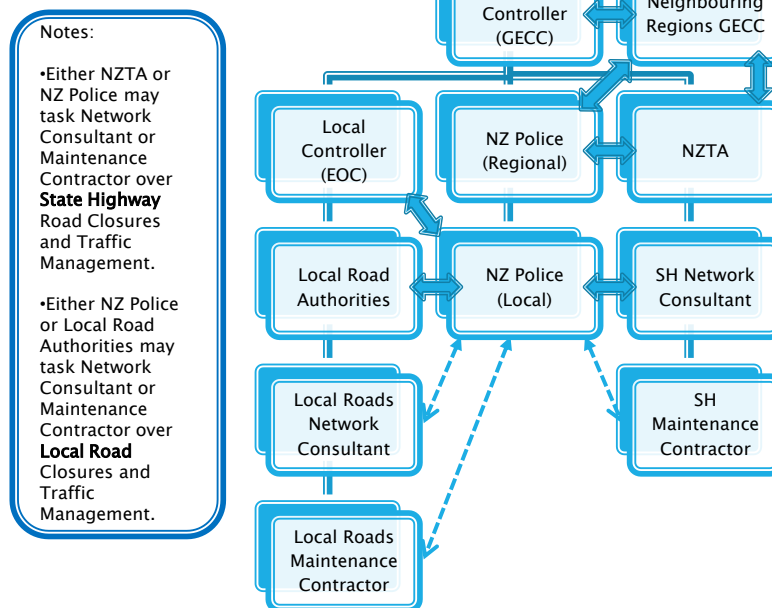 Notes:
•Either NZTA or
NZ Police may
task Network
Consultant or
Maintenance
Contractor over
State Highway
Road Closures
and Traffic
Management.
•Either NZ Police
or Local Road
Authorities may
task Network
Consultant or
Maintenance
Contractor over
Local Road
Closures and
Traffic
Management.
Controller
(GECC)
Neighbouring
Regions GECC
Local
Controller
(EOC)
NZ Police
(Regional)
NZTA
Local Road
Authorities
NZ Police
(Local)
SH Network
Consultant
Local Roads
Network
Consultant
SH
Maintenance
Contractor
Local Roads
Maintenance
Contractor